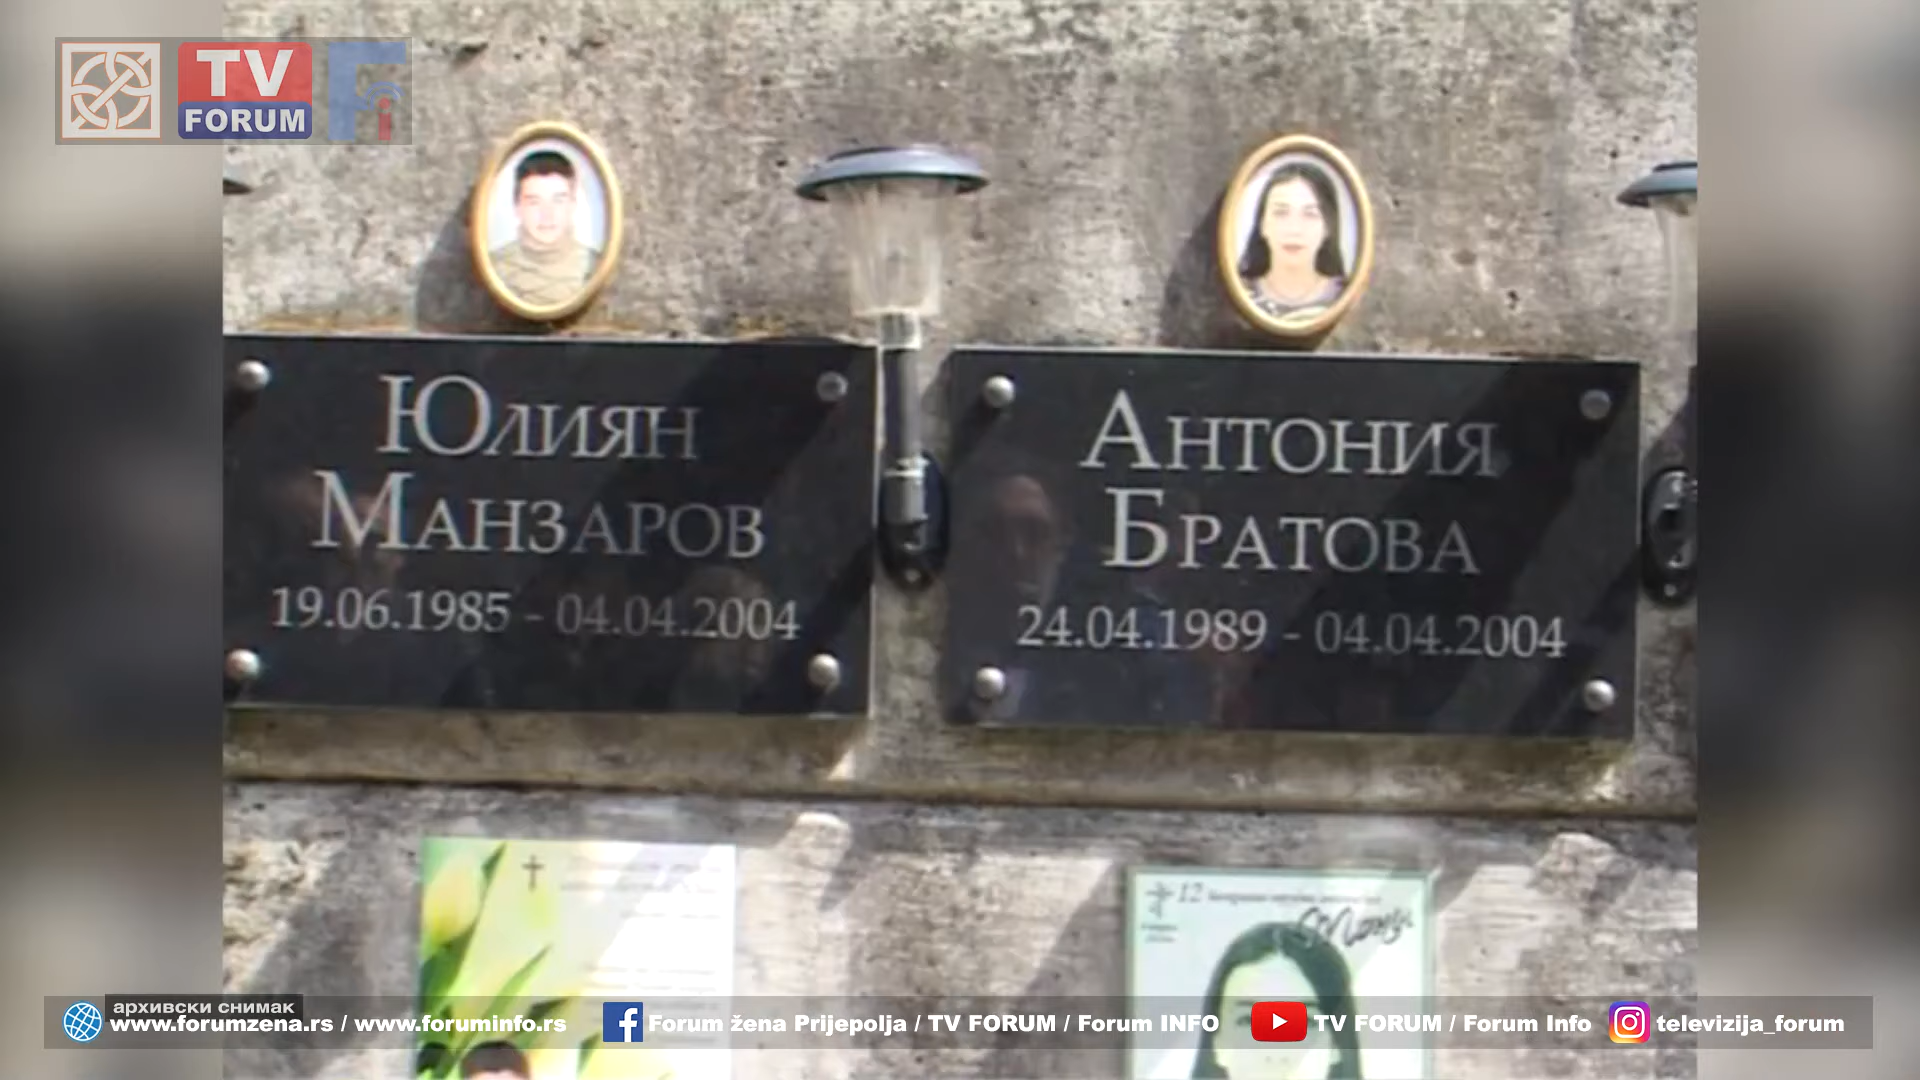 TV
FORUM
Fi
Юлиян
Манзаров
19.06.1985 - 04.04.2004
Антония
Братова
24.04.1989 - 04.04.2004
12
архивски снимак
www.forumzena.rs / www.foruminfo.rs
Forum žena Prijepolja / TV FORUM / Forum INFO
TV FORUM / Forum Info
televizija_forum